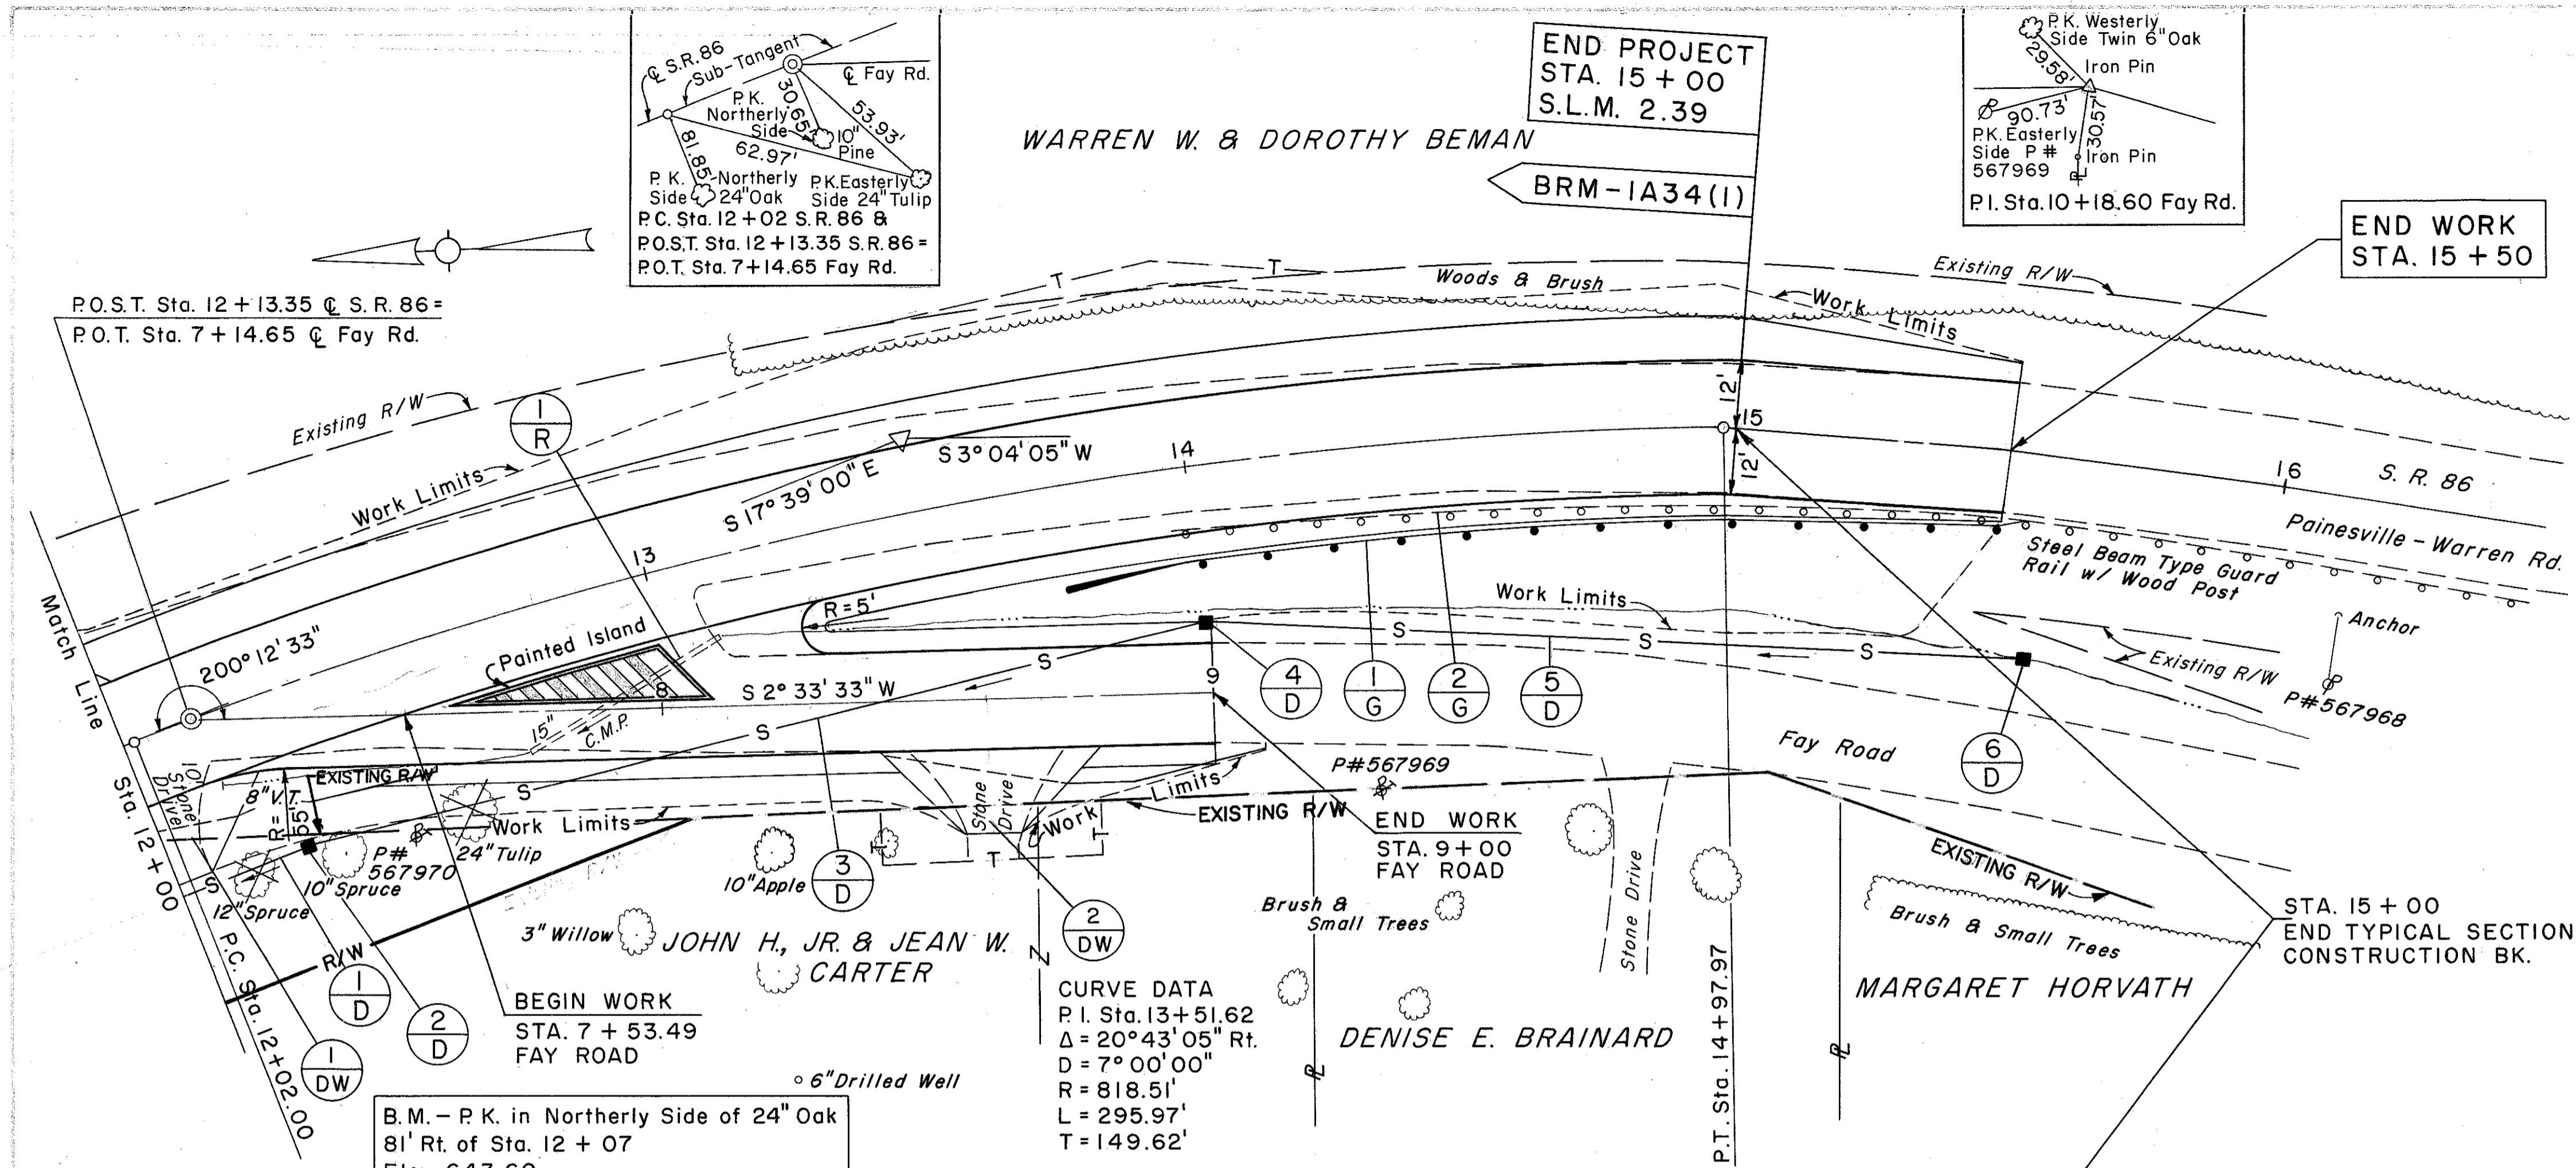 ℄ S.R.86
Sub-Tangent
℄ Fay Rd.
P.K.
Northerly
Side
30.65'
10"
Pine
53.93'
62.97'
81.85'
P.K. Northerly
Side 24"Oak
P.K.Easterly
Side 24"Tulip
P.C. Sta. 12+02 S.R. 86 &
P.O.S.T. Sta. 12+13.35 S.R. 86=
P.O.T. Sta. 7+14.65 Fay Rd.
WARREN W. & DOROTHY BEMAN
END PROJECT
STA. 15+00
S.L.M. 2.39
BRM-1A34(1)
P.K. Westerly
Side Twin 6"Oak
29.58'
Iron Pin
90.73'
30.57'
P.K. Easterly
Side P#
567969
Iron Pin
P.I. Sta. 10+18.60 Fay Rd.
END WORK
STA. 15+50
P.O.S.T. Sta. 12+13.35 ℄ S.R. 86=
P.O.T. Sta. 7+14.65 ℄ Fay Rd.
T
T
Woods & Brush
Existing R/W
Work Limits
Existing R/W
1
R
Work Limits
S 17° 39' 00" E
S 3° 04' 05" W
14
12'
15
12'
16
S. R. 86
Painesville-Warren Rd.
13
Steel Beam Type Guard
Rail w/ Wood Post
Match Line
Sta. 12+00
200° 12' 33"
Painted Island
R=5'
Work Limits
S
S
S
S
Anchor
Existing R/W
P#567968
8
S 2° 33' 33" W
9
4
D
1
G
2
G
5
D
6
D
15"
C.M.P.
S
S
Fay Road
10'
Stone
Drive
EXISTING R/W
8" V.T.
R=
55'
Work Limits
P#
567970
24"Tulip
10"Spruce
12"Spruce
S
10"Apple
T
Stone
Drive
Work Limits
T
T
EXISTING R/W
P#567969
END WORK
STA. 9+00
FAY ROAD
Stone Drive
EXISTING R/W
3
D
2
DW
Brush &
Small Trees
Brush & Small Trees
STA. 15+00
END TYPICAL SECTION
CONSTRUCTION BK.
3"Willow
JOHN H., JR. & JEAN W.
CARTER
R/W
P.C. Sta. 12+02.00
1
D
2
D
1
DW
BEGIN WORK
STA. 7+53.49
FAY ROAD
Z
CURVE DATA
P.I. Sta. 13+51.62
Δ = 20°43'05" Rt.
D = 7°00'00"
R = 818.51'
L = 295.97'
T = 149.62'
DENISE E. BRAINARD
MARGARET HORVATH
P.T. Sta. 14+97.97
6"Drilled Well
B.M. - P.K. in Northerly Side of 24" Oak
81' Rt. of Sta. 12+07